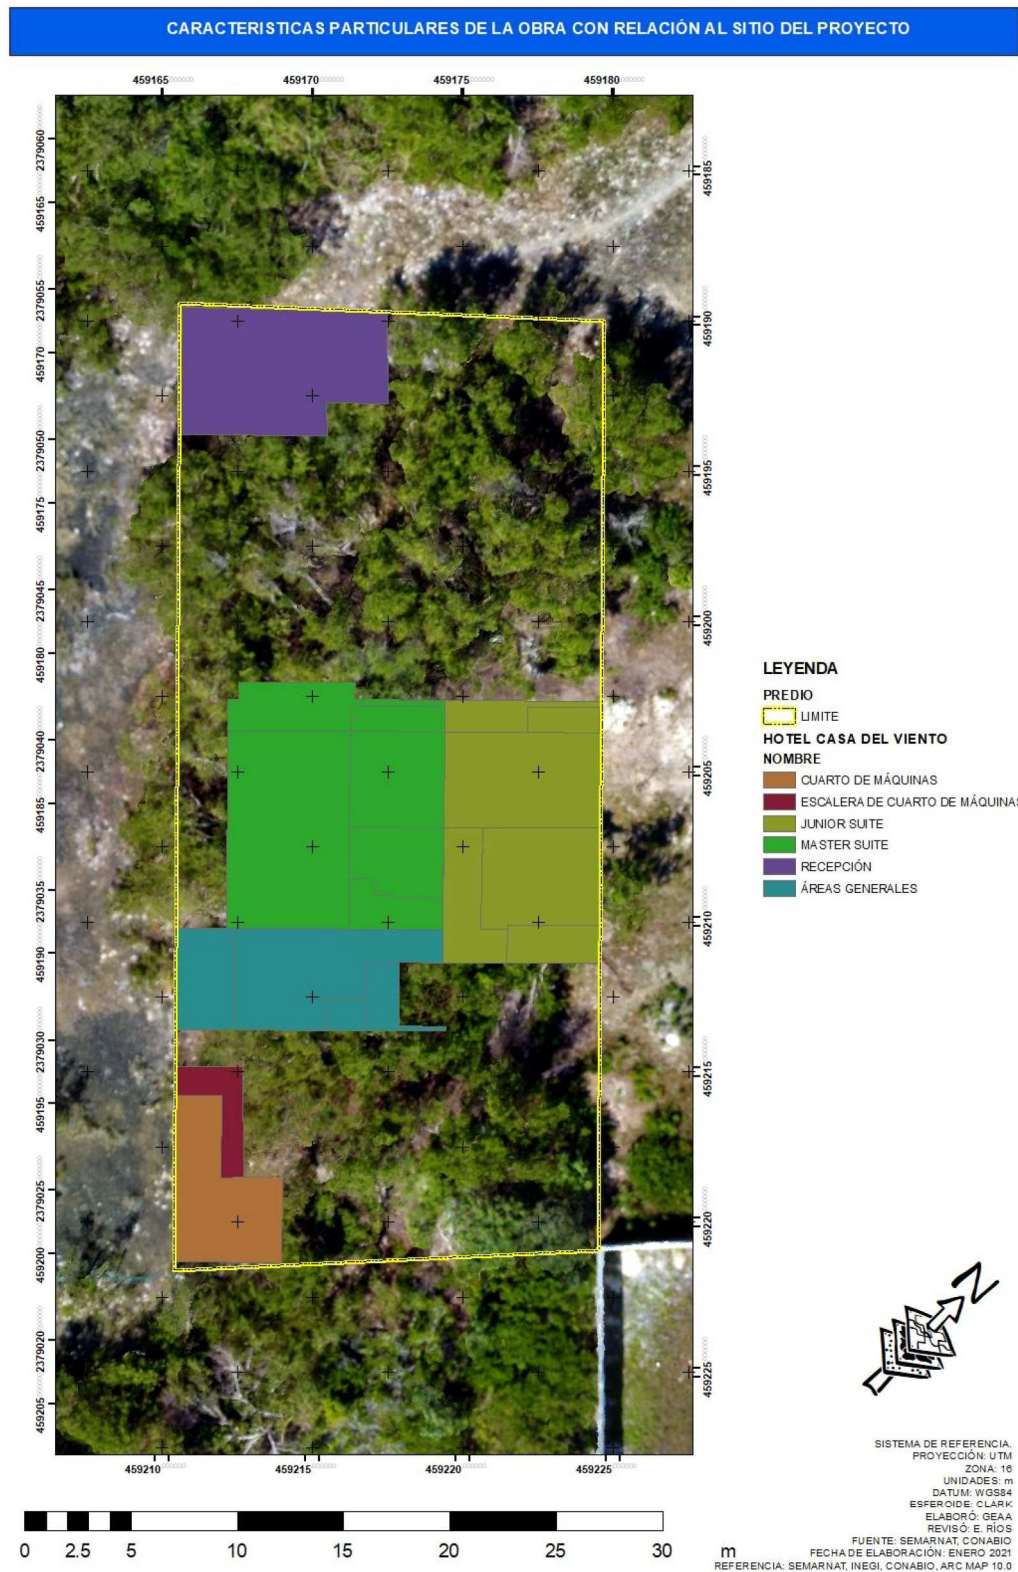 CARACTERISTICAS PARTICULARES DE LA OBRA CON RELACIÓN AL SITIO DEL PROYECTO
459165 459170 459175 459180
2379060
459165
2379055
459170
2379050
459175
2379045
459180
2379040
459185
2379035
459190
2379030
459195
2379025
459200
2379020
459205
459185
459190
459195
459200
459205
459210
459215
459220
459225
459210 459215 459220 459225
LEYENDA
PREDIO
LIMITE
HOTEL CASA DEL VIENTO
NOMBRE
CUARTO DE MÁQUINAS
ESCALERA DE CUARTO DE MÁQUINAS
JUNIOR SUITE
MASTER SUITE
RECEPCIÓN
ÁREAS GENERALES
N
SISTEMA DE REFERENCIA.
PROYECCIÓN: UTM
ZONA: 16
UNIDADES: m
DATUM: WGS84
ESFEROIDE: CLARK
ELABORÓ: GEAA
REVISÓ: E. RÍOS
FUENTE: SEMARNAT, CONABIO
FECHA DE ELABORACIÓN: ENERO 2021
REFERENCIA: SEMARNAT, INEGI, CONABIO, ARC MAP 10.0
0 2.5 5 10 15 20 25 30 m